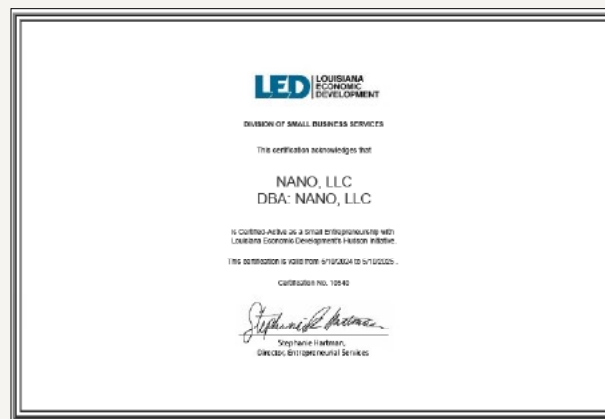 LED LOUISIANA
ECONOMIC
DEVELOPMENT
DIVISION OF SMALL BUSINESS SERVICES
This certification acknowledges that
NANO, LLC
DBA: NANO, LLC
is Certified-Active as a Small Entrepreneurship with
Louisiana Economic Development's Hudson Initiative.
This certification is valid from 5/10/2024 to 5/10/2025 .
Certification No. 10540
Stephanie Hartman,
Director, Entrepreneurial Services